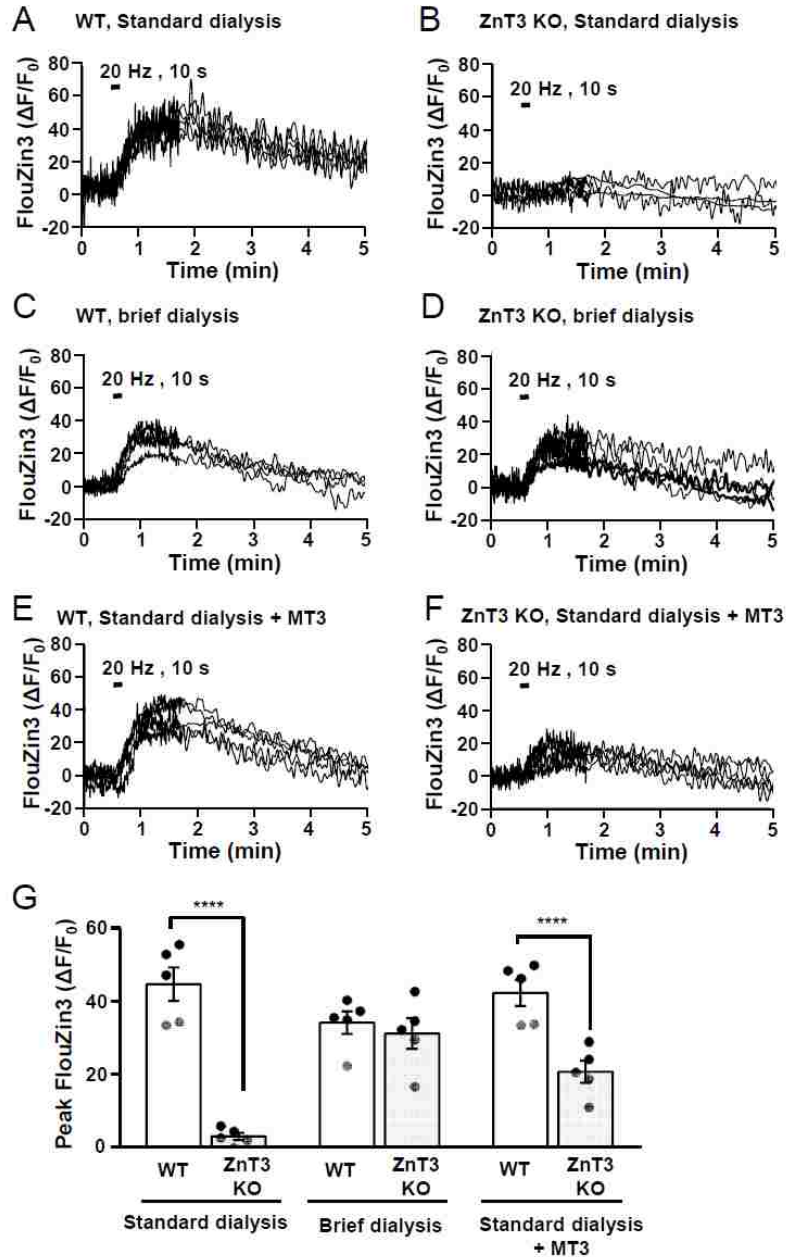 A WT, Standard dialysis
FlouZin3 (ΔF/F0)
80
60
40
20
0
-20
20 Hz , 10 s
0 1 2 3 4 5
Time (min)
B ZnT3 KO, Standard dialysis
FlouZin3 (ΔF/F0)
80
60
40
20
0
-20
20 Hz , 10 s
0 1 2 3 4 5
Time (min)
C WT, brief dialysis
FlouZin3 (ΔF/F0)
80
60
40
20
0
-20
20 Hz , 10 s
0 1 2 3 4 5
Time (min)
D ZnT3 KO, brief dialysis
FlouZin3 (ΔF/F0)
80
60
40
20
0
-20
20 Hz , 10 s
0 1 2 3 4 5
Time (min)
E WT, Standard dialysis + MT3
FlouZin3 (ΔF/F0)
80
60
40
20
0
-20
20 Hz , 10 s
0 1 2 3 4 5
Time (min)
F ZnT3 KO, Standard dialysis + MT3
FlouZin3 (ΔF/F0)
80
60
40
20
0
-20
20 Hz , 10 s
0 1 2 3 4 5
Time (min)
G
Peak FlouZin3 (ΔF/F0)
60
40
20
0
**** ****
WT ZnT3 WT ZnT3 WT ZnT3
KO KO KO
Standard dialysis Brief dialysis Standard dialysis
+ MT3